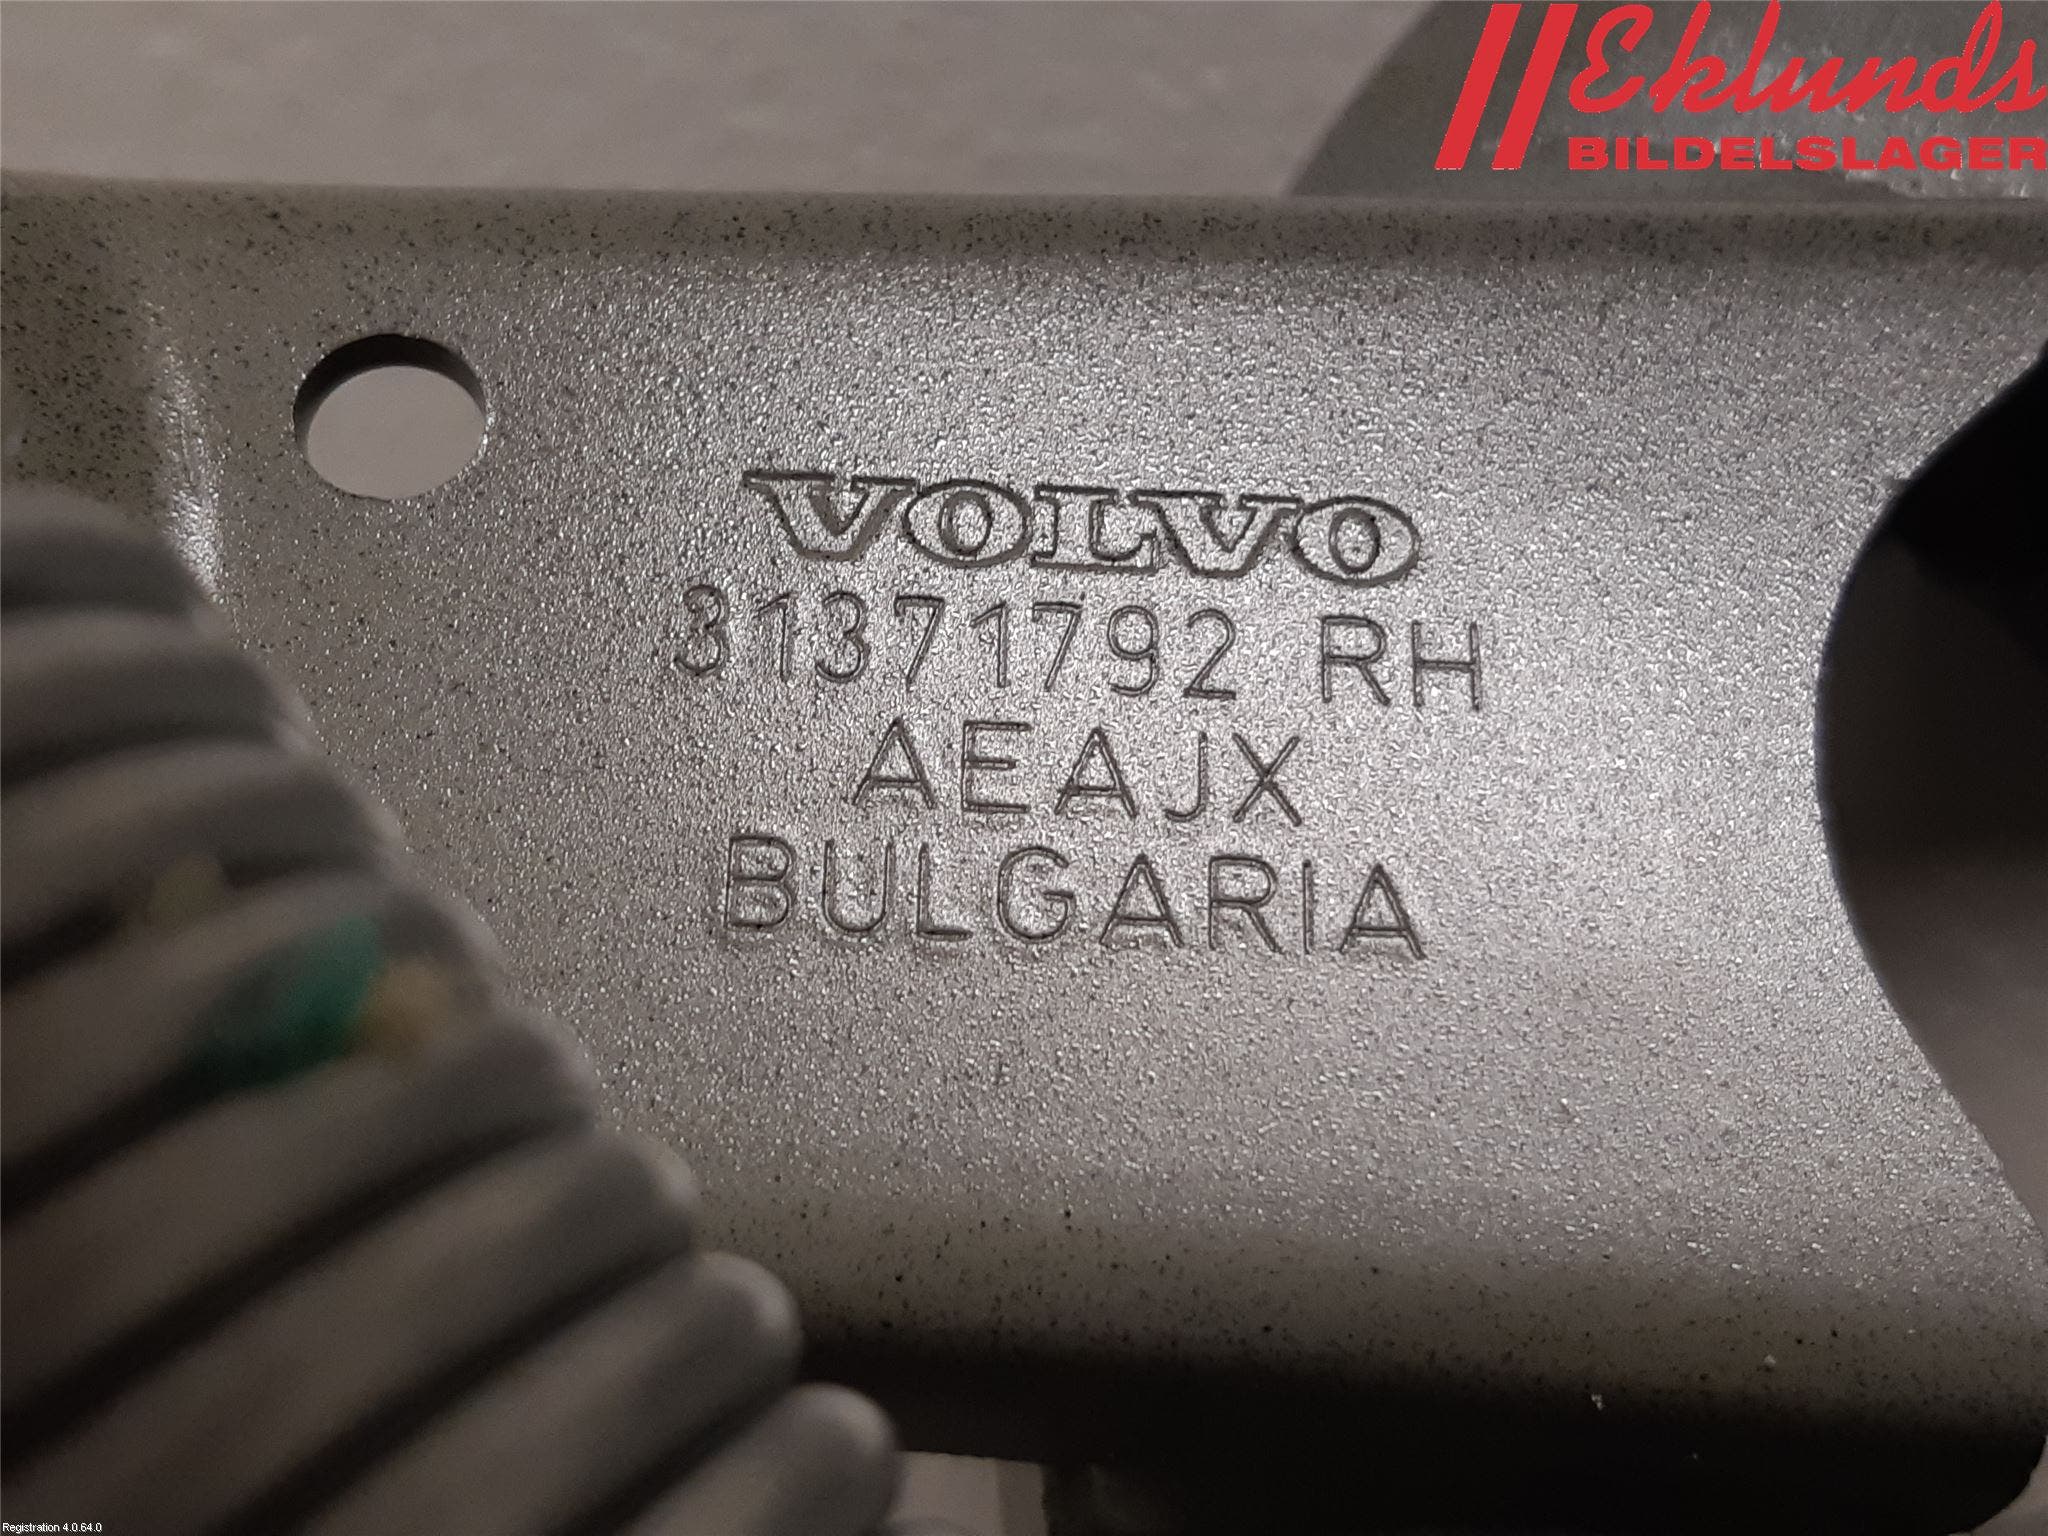 Eklunds
BILDELSLAGER
VOLVO
31371792 RH
AEAJX
BULGARIA
Registration 4.0.64.0